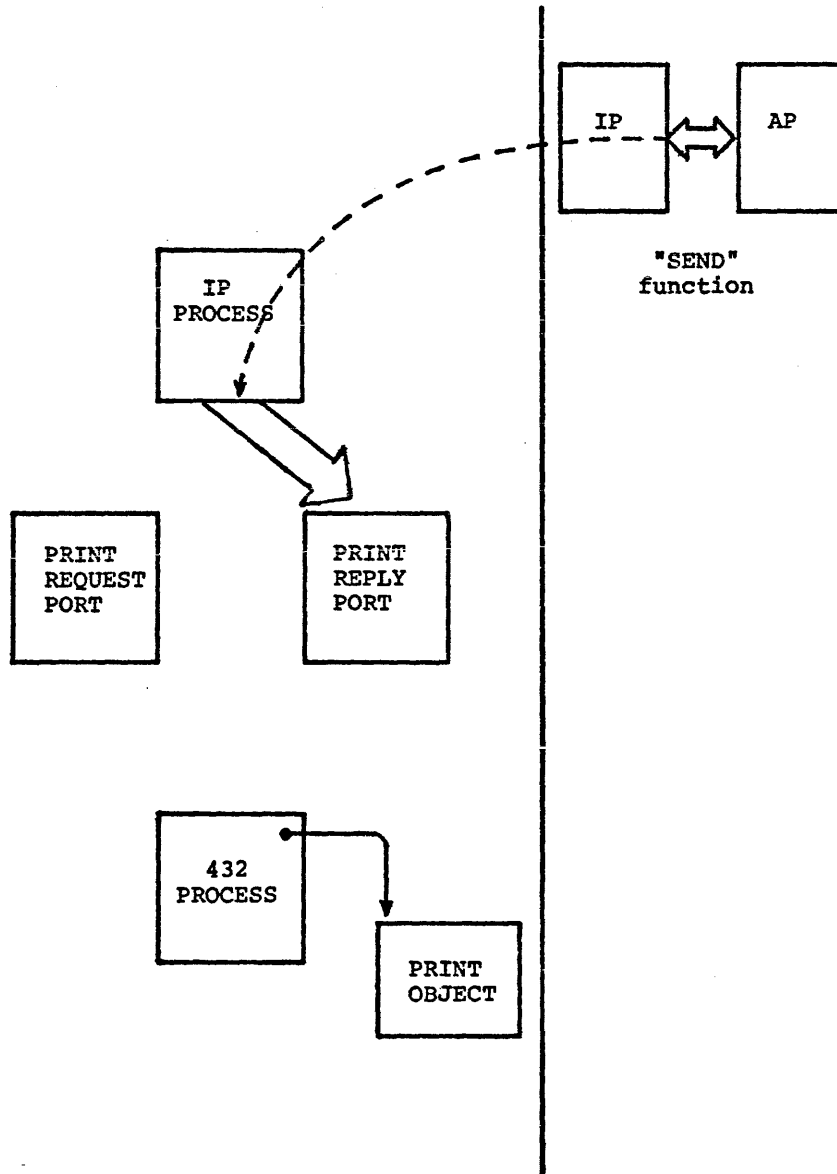 IP
AP
"SEND"
function
IP
PROCESS
PRINT
REQUEST
PORT
PRINT
REPLY
PORT
432
PROCESS
PRINT
OBJECT